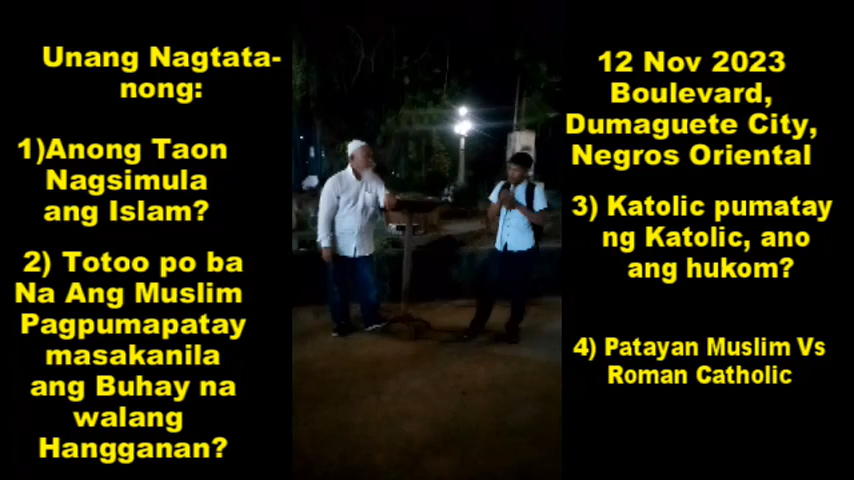 Unang Nagtata-
nong:
1)Anong Taon
Nagsimula
ang Islam?
2) Totoo po ba
Na Ang Muslim
Pagpumapatay
masakanila
ang Buhay na
walang
Hangganan?
12 Nov 2023
Boulevard,
Dumaguete City,
Negros Oriental
3) Katolic pumatay
ng Katolic, ano
ang hukom?
4) Patayan Muslim Vs
Roman Catholic